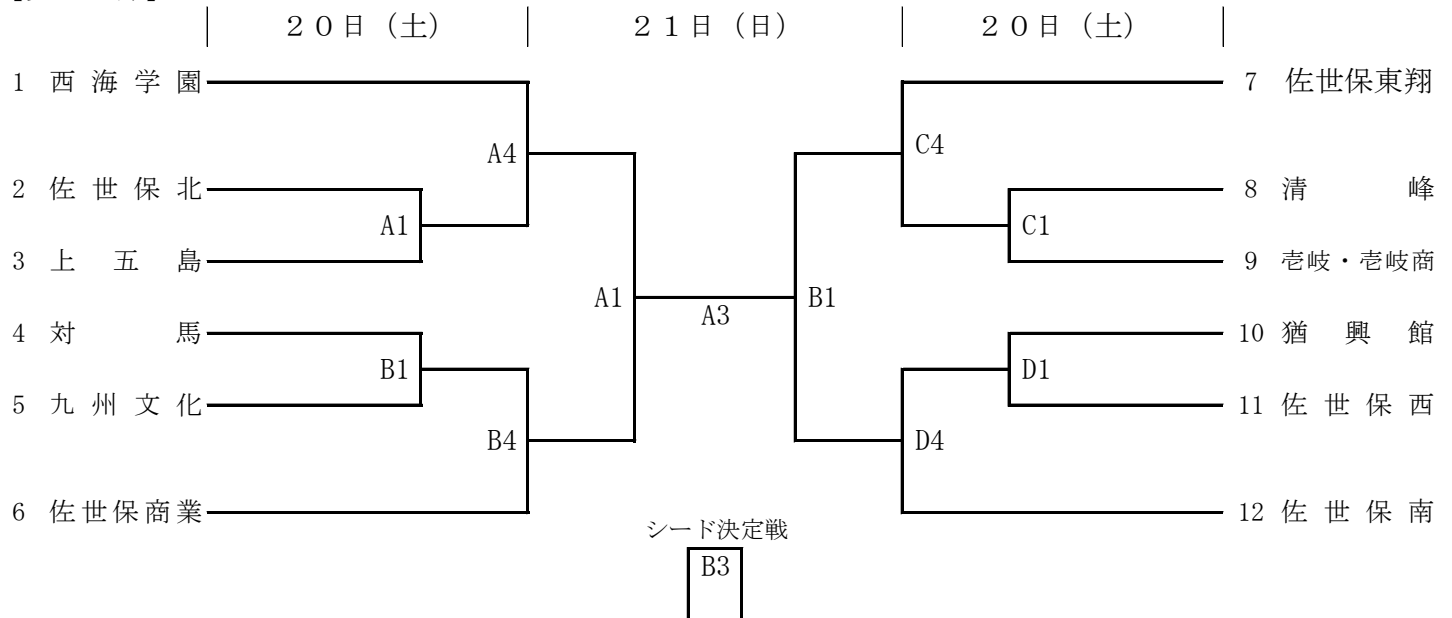 ２０日（土） ２１日（日） ２０日（土）
1 西海学園 7 佐世保東翔
A4 C4
2 佐世保北 8 清峰
A1 C1
3 上五島 9 壱岐・壱岐商
A1 A3 B1
4 対馬 10 猶興館
B1 D1
5 九州文化 11 佐世保西
B4 D4
6 佐世保商業 12 佐世保南
シード決定戦
B3